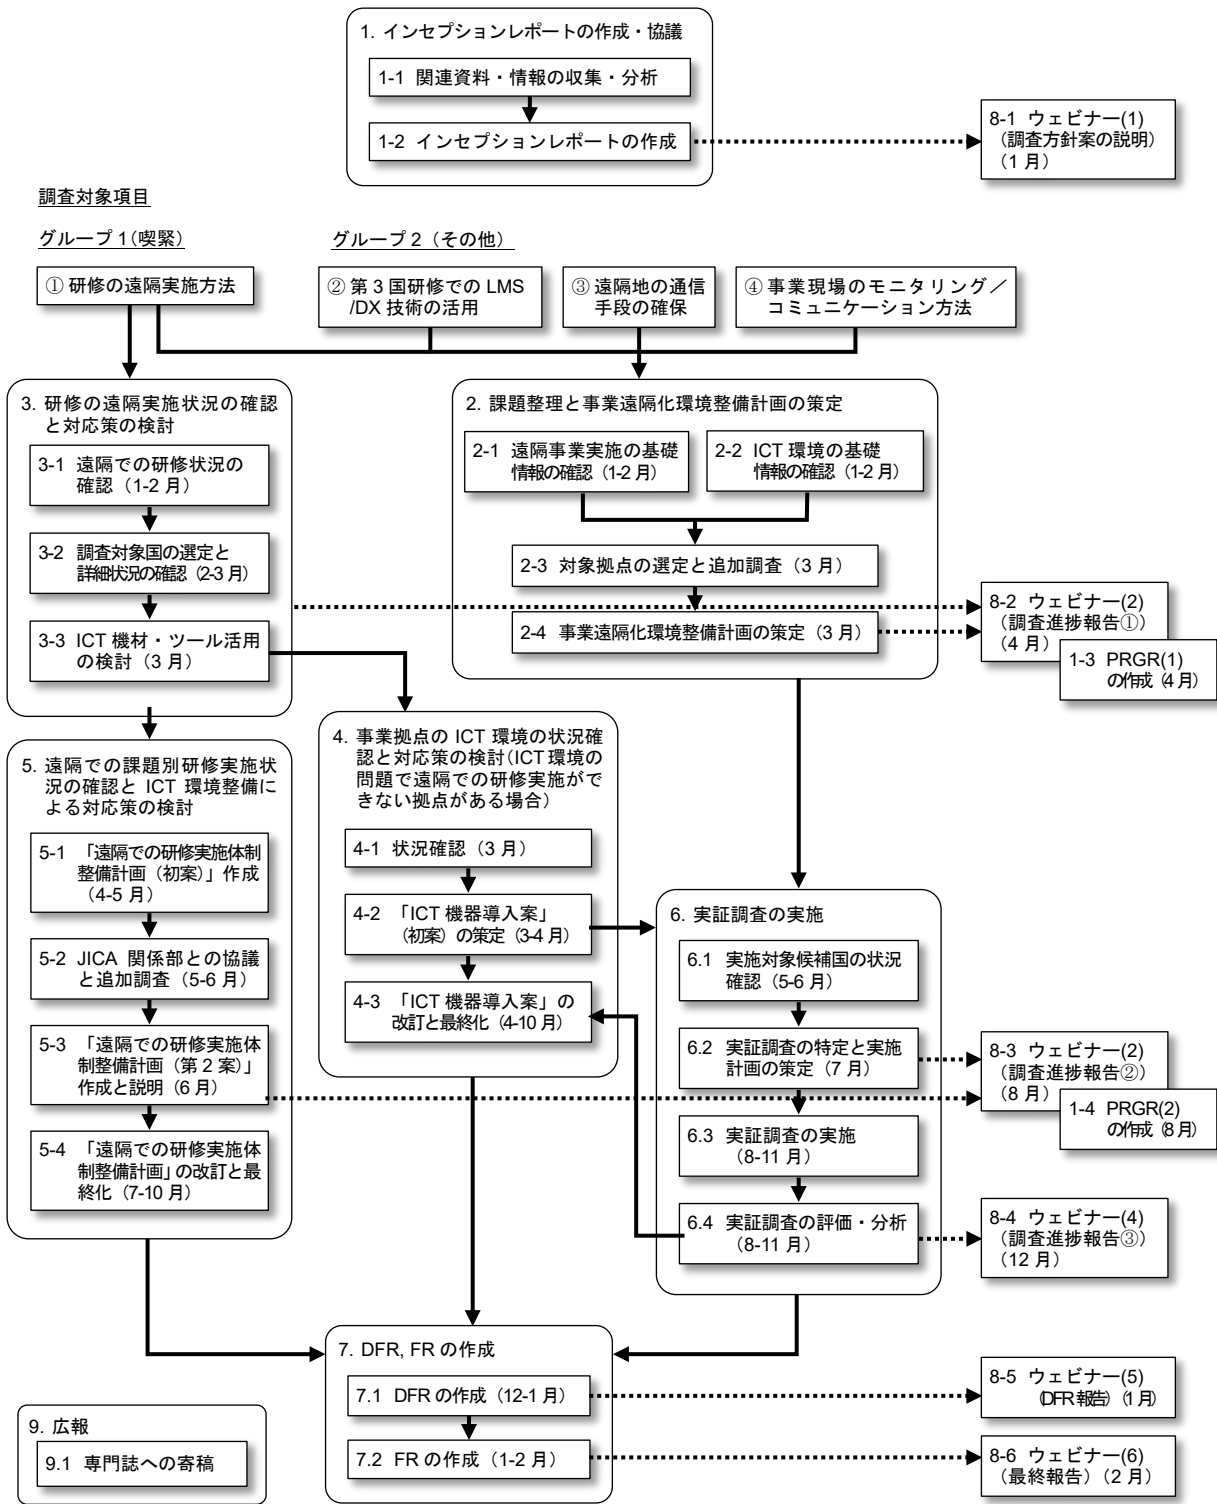 1. インセプションレポートの作成・協議
1-1 関連資料・情報の収集・分析
1-2 インセプションレポートの作成
8-1 ウェビナー(1)
(調査方針案の説明)
(1 月)
調査対象項目
グループ 1(喫緊)
グループ 2（その他）
① 研修の遠隔実施方法
② 第 3 国研修での LMS
/DX 技術の活用
③ 遠隔地の通信
手段の確保
④ 事業現場のモニタリング／
コミュニケーション方法
3. 研修の遠隔実施状況の確認
と対応策の検討
3-1 遠隔での研修状況の
確認（1-2 月）
3-2 調査対象国の選定と
詳細状況の確認（2-3 月）
3-3 ICT 機材・ツール活用
の検討（3 月）
2. 課題整理と事業遠隔化環境整備計画の策定
2-1 遠隔事業実施の基礎
情報の確認（1-2 月）
2-2 ICT 環境の基礎
情報の確認（1-2 月）
2-3 対象拠点の選定と追加調査（3 月）
2-4 事業遠隔化環境整備計画の策定（3 月）
8-2 ウェビナー(2)
（調査進捗報告①）
（4 月）
1-3 PRGR(1)
の作成（4 月）
4. 事業拠点の ICT 環境の状況確
認と対応策の検討（ICT 環境の
問題で遠隔での研修実施がで
きない拠点がある場合）
4-1 状況確認（3 月）
4-2 「ICT 機器導入案」
（初案）の策定（3-4 月）
4-3 「ICT 機器導入案」の
改訂と最終化（4-10 月）
5. 遠隔での課題別研修実施状
況の確認と ICT 環境整備に
よる対応策の検討
5-1 「遠隔での研修実施体制
整備計画（初案）」作成
（4-5 月）
5-2 JICA 関係部との協議
と追加調査（5-6 月）
5-3 「遠隔での研修実施体
制整備計画（第 2 案）」
作成と説明（6 月）
5-4 「遠隔での研修実施体
制整備計画」の改訂と最
終化（7-10 月）
6. 実証調査の実施
6.1 実施対象候補国の状況
確認（5-6 月）
6.2 実証調査の特定と実施
計画の策定（7 月）
6.3 実証調査の実施
（8-11 月）
6.4 実証調査の評価・分析
（8-11 月）
8-3 ウェビナー(2)
（調査進捗報告②）
（8 月）
1-4 PRGR(2)
の作成（8 月）
8-4 ウェビナー(4)
（調査進捗報告③）
（12 月）
7. DFR, FR の作成
7.1 DFR の作成（12-1 月）
7.2 FR の作成（1-2 月）
8-5 ウェビナー(5)
（DFR 報告）（1 月）
8-6 ウェビナー(6)
（最終報告）（2 月）
9. 広報
9.1 専門誌への寄稿